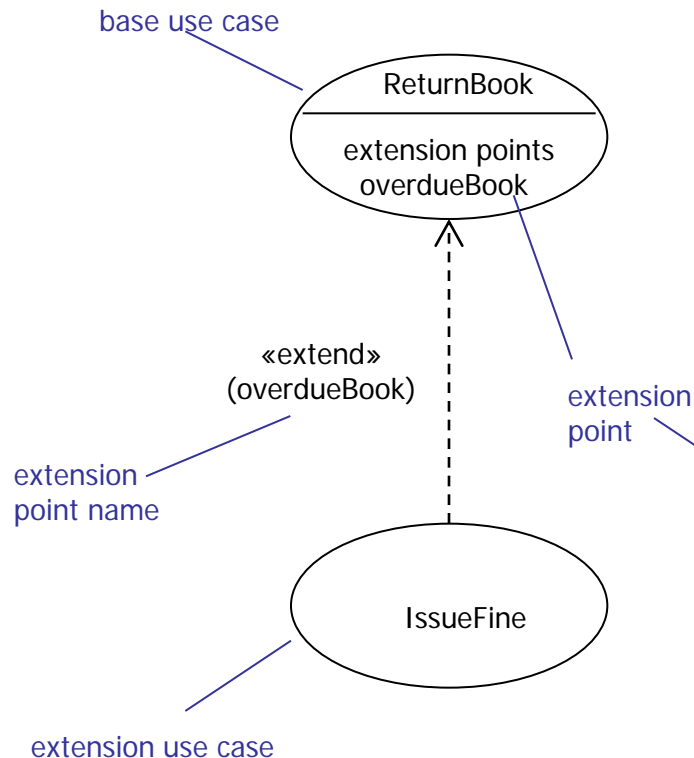 base use case
ReturnBook
extension points
overdueBook
«extend»
(overdueBook)
extension
point
extension
point name
IssueFine
extension use case